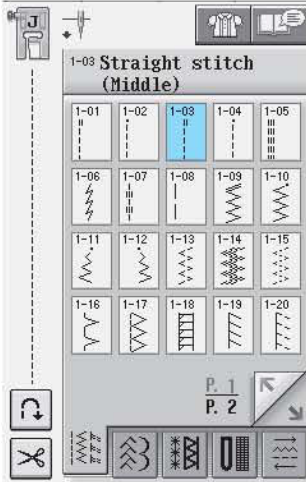 J
1-03 Straight stitch
(Middle)
1-01 1-02 1-03 1-04 1-05
1-06 1-07 1-08 1-09 1-10
1-11 1-12 1-13 1-14 1-15
1-16 1-17 1-18 1-19 1-20
P. 1
P. 2